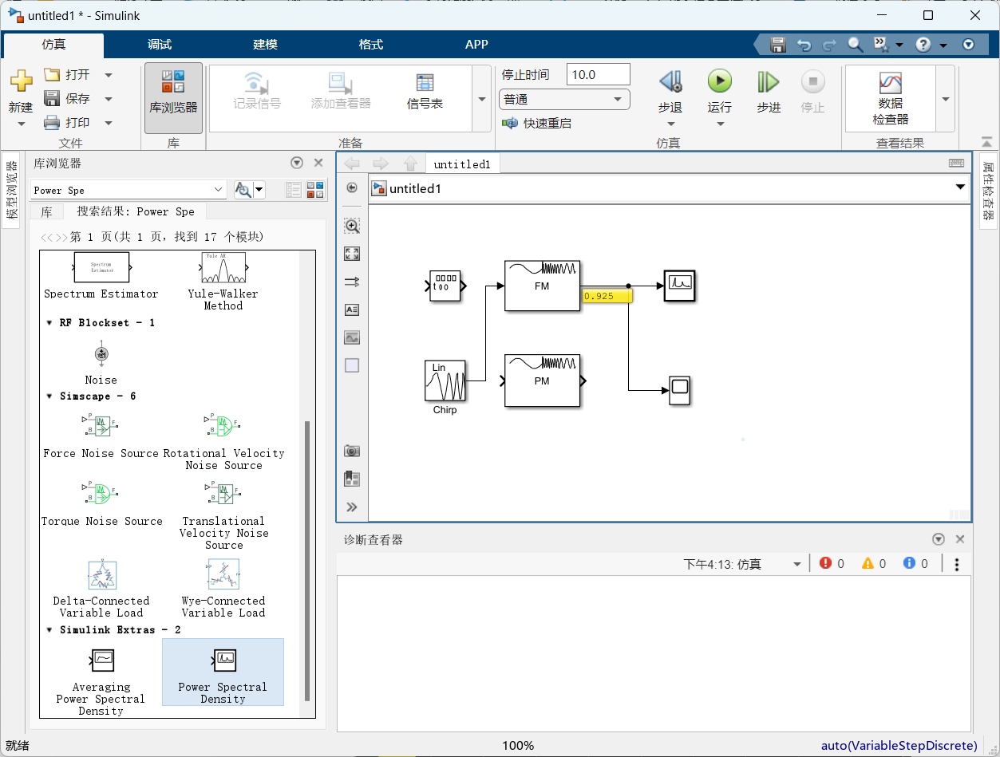 untitled1 * - Simulink
仿真 调试 建模 格式 APP
新建
打开
保存
打印
文件
库浏览器
库
记录信号
添加查看器
信号表
准备
停止时间 10.0
普通
快速重启
步退
运行
步进
停止
仿真
数据
检查器
查看结果
模型浏览器
库浏览器
Power Spe
库 搜索结果: Power Spe
<< >> 第 1 页(共 1 页, 找到 17 个模块)
Spectrum
Estimator
Spectrum Estimator
Yule AR
Yule-Walker
Method
▾ RF Blockset - 1
Noise
▾ Simscape - 6
P
F
B
Force Noise Source
P
F
B
Rotational Velocity
Noise Source
P
F
B
Torque Noise Source
P
F
B
Translational
Velocity Noise
Source
Delta-Connected
Variable Load
Wye-Connected
Variable Load
▾ Simulink Extras - 2
Averaging
Power Spectral
Density
Power Spectral
Density
untitled1
untitled1
FM
0.925
Lin
Chirp
PM
属性检查器
诊断查看器
下午4:13: 仿真 0 0 0
就绪 100% auto(VariableStepDiscrete)